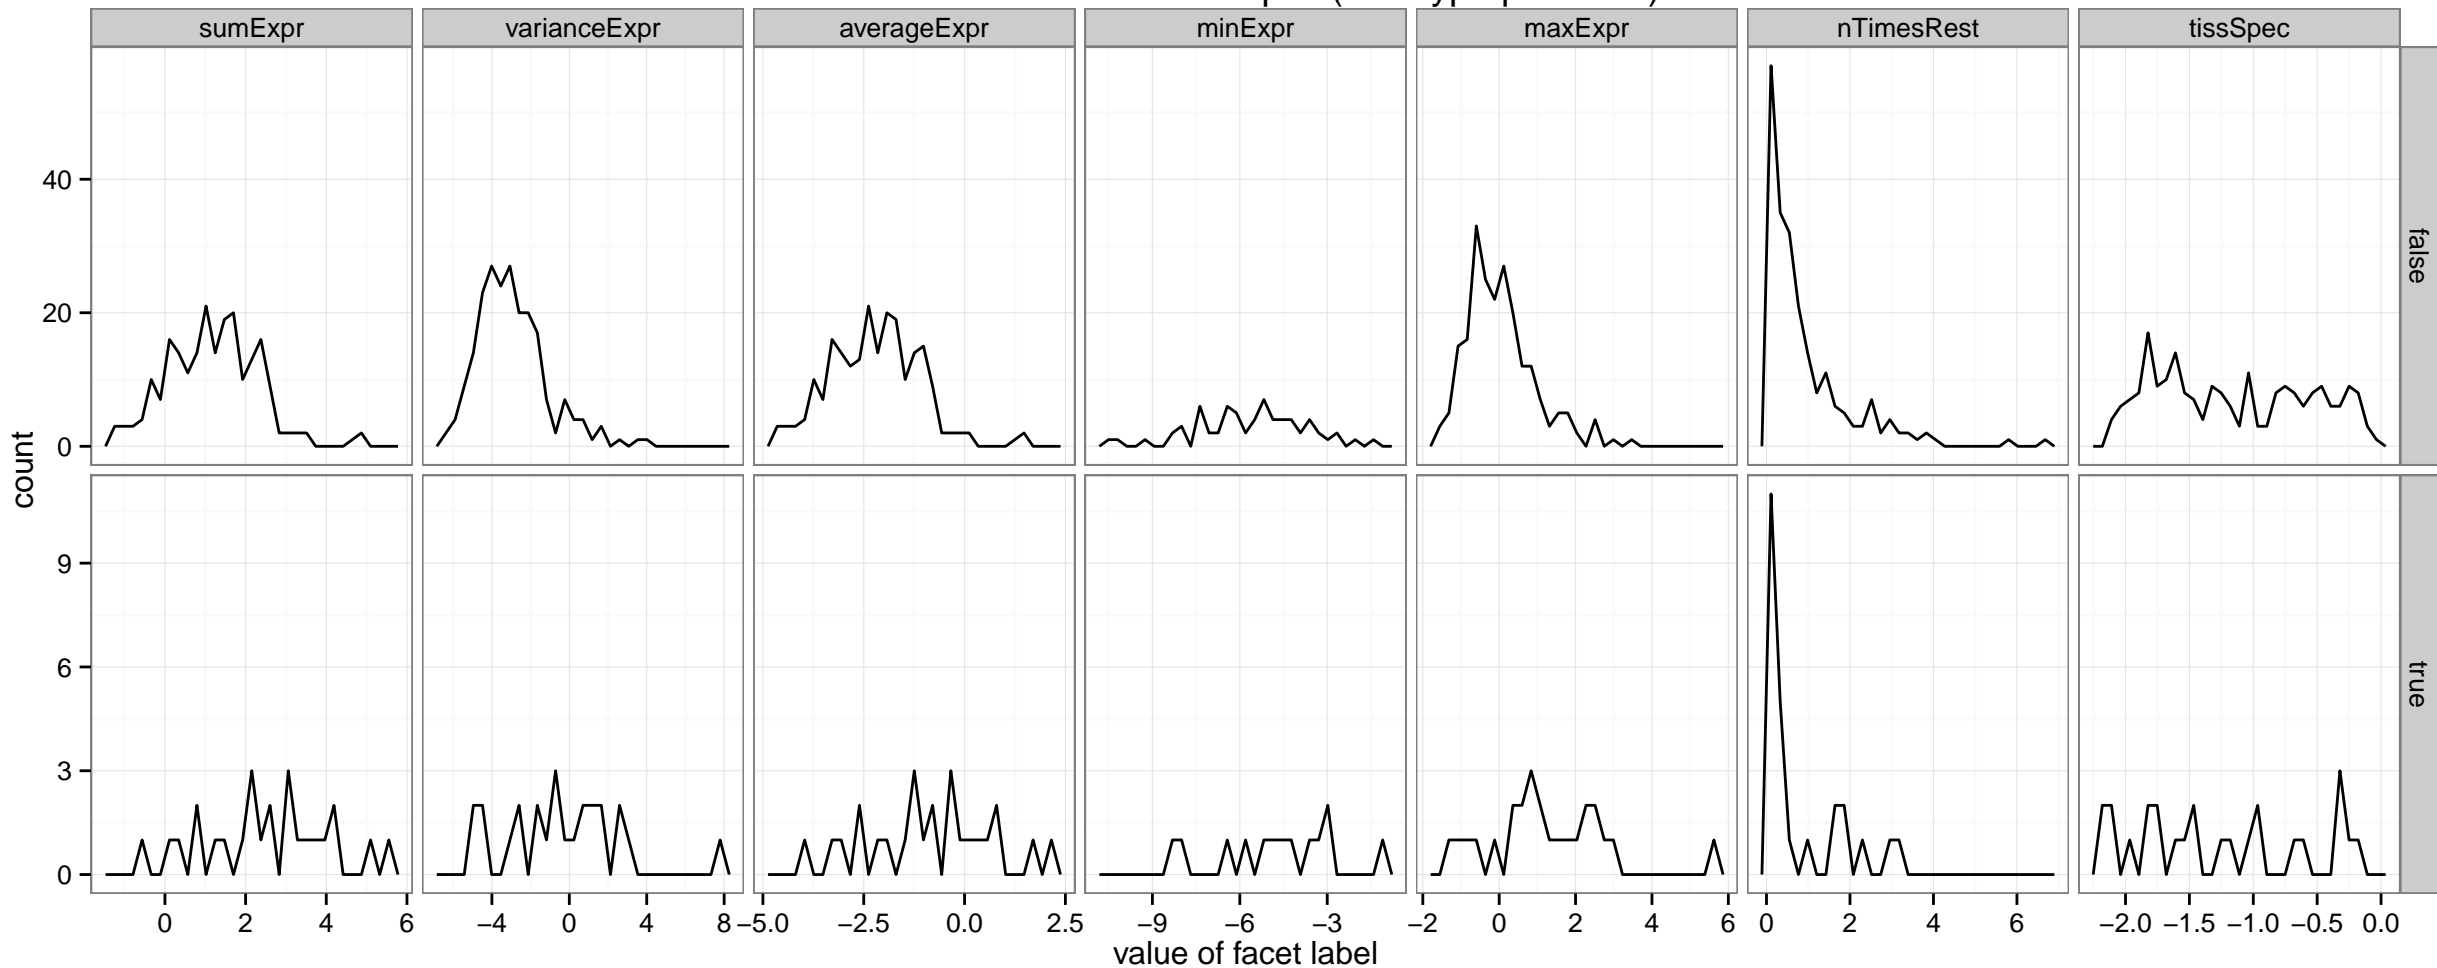 sumExpr varianceExpr averageExpr minExpr maxExpr nTimesRest tissSpec
40
20
0
false
count
9
6
3
0
true
0 2 4 6 −4 0 4 8 −5.0 −2.5 0.0 2.5 −9 −6 −3 −2 0 2 4 6 0 2 4 6 −2.0 −1.5 −1.0 −0.5 0.0
value of facet label